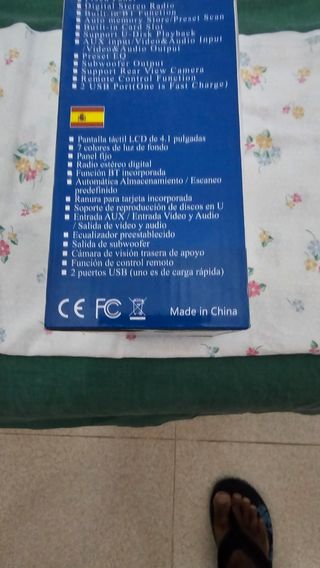 ■ Digital Stereo Radio
■ Built-in BT Function
■ Auto memory Store/Preset Scan
■ Built-in Card Slot
■ Support U-Disk Playback
■ AUX input/Video&Audio Input
/Video&Audio Output
■ Preset EQ
■ Subwoofer Output
■ Support Rear View Camera
■ Remote Control Function
■ 2 USB Port(One is Fast Charge)
■ Pantalla táctil LCD de 4.1 pulgadas
■ 7 colores de luz de fondo
■ Panel fijo
■ Radio estéreo digital
■ Función BT incorporada
■ Automática Almacenamiento / Escaneo
predefinido
■ Ranura para tarjeta incorporada
■ Soporte de reproducción de discos en U
■ Entrada AUX / Entrada Video y Audio
/ Salida de video y audio
■ Ecualizador preestablecido
■ Salida de subwoofer
■ Cámara de visión trasera de apoyo
■ Función de control remoto
■ 2 puertos USB (uno es de carga rápida)
CE FC Made in China